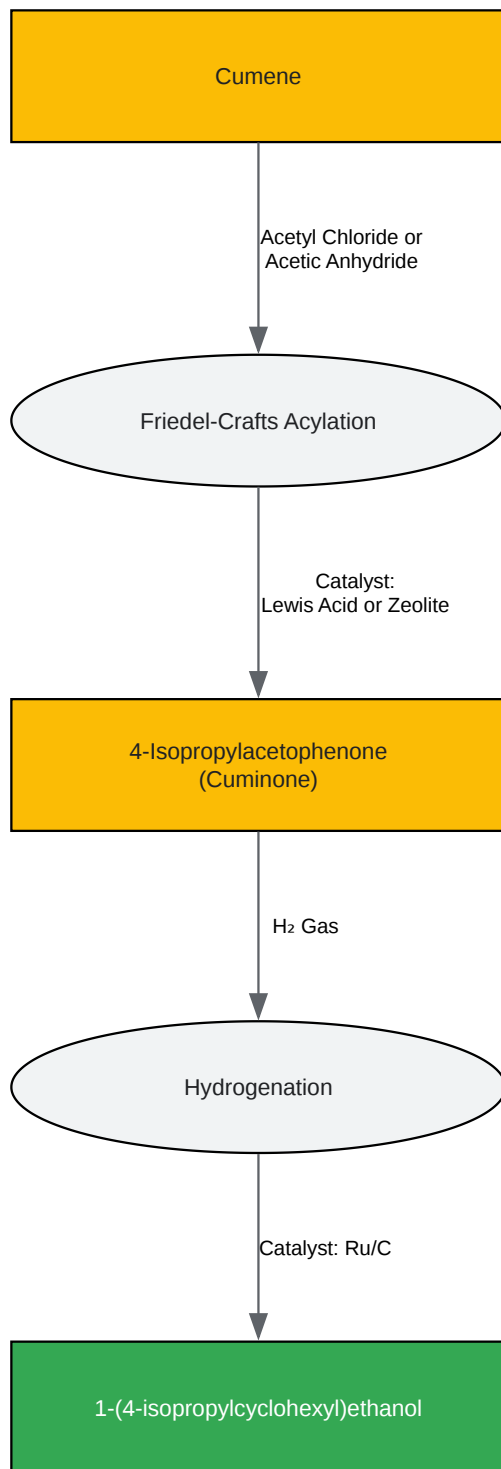 Cumene
Acetyl Chloride or
Acetic Anhydride
Friedel-Crafts Acylation
Catalyst:
Lewis Acid or Zeolite
4-Isopropylacetophenone
(Cuminone)
H₂ Gas
Hydrogenation
Catalyst: Ru/C
1-(4-isopropylcyclohexyl)ethanol